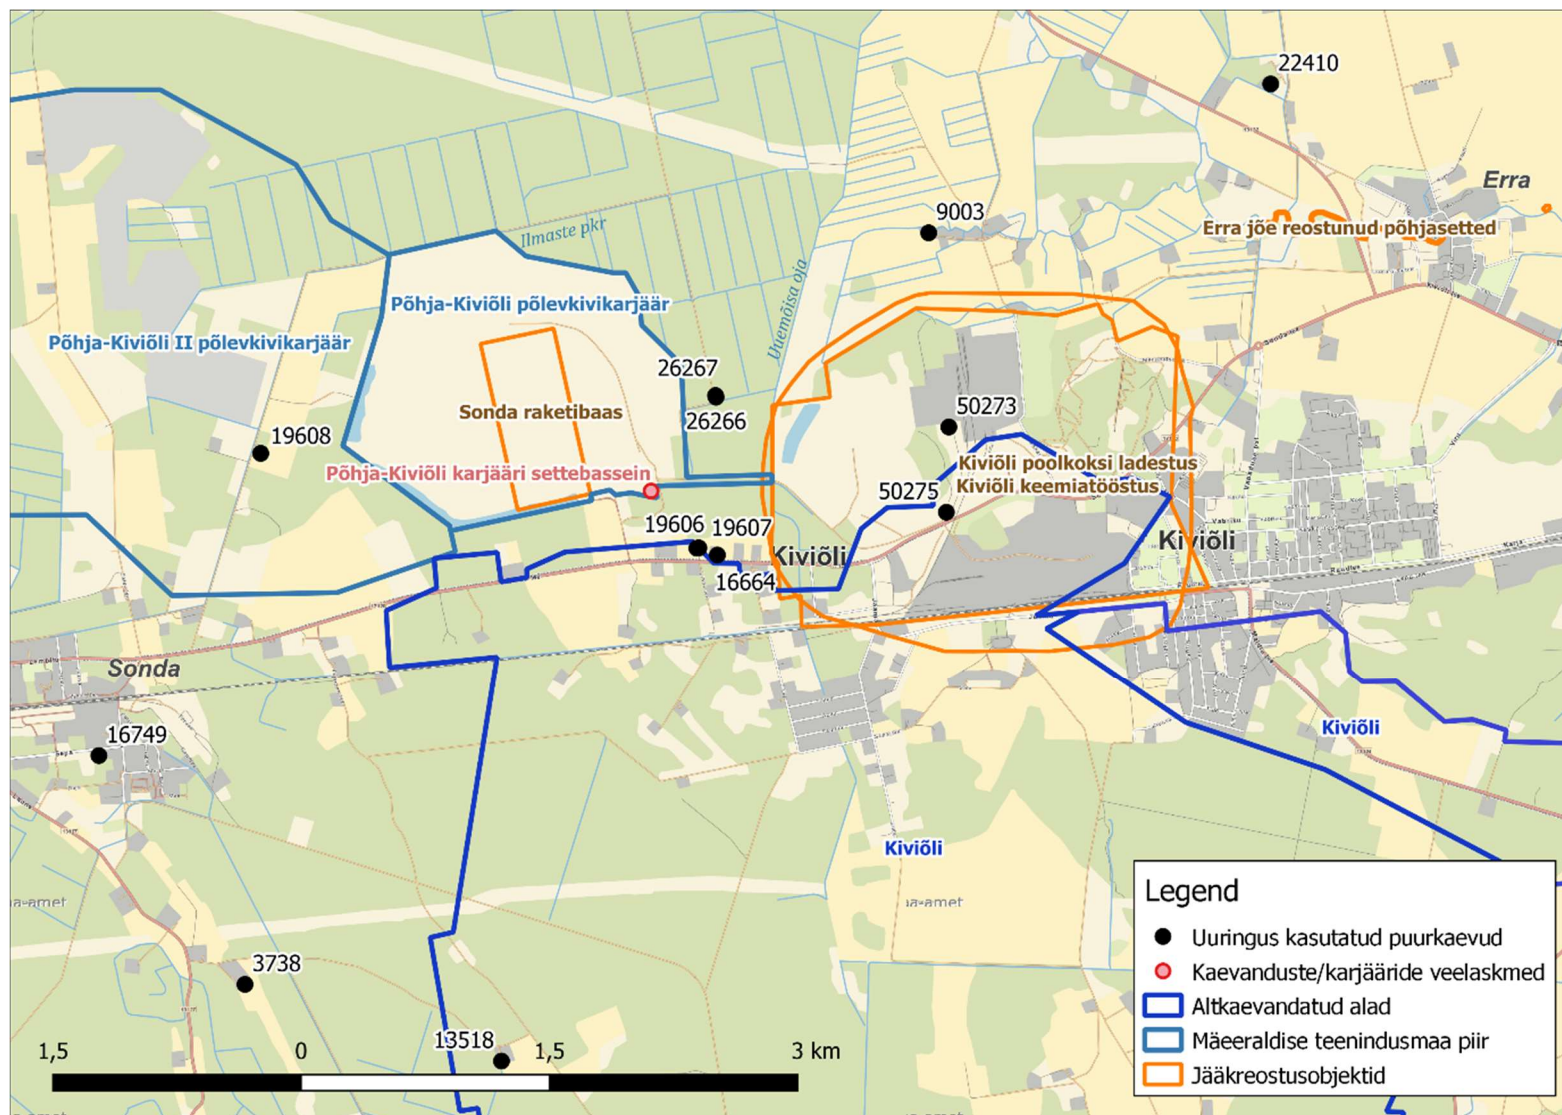 22410
Erra
9003
Erra jõe reostunud põhjasetted
Ilmaste pkr
Uuemõisa oja
Põhja-Kiviõli põlevkivikarjäär
Põhja-Kiviõli II põlevkivikarjäär
26267
26266
Sonda raketibaas
50273
19608
Põhja-Kiviõli karjääri settebassein
Kiviõli poolkoksi ladestus
Kiviõli keemiatööstus
50275
19606
19607
Kiviõli
Kiviõli
16664
Sonda
16749
Kiviõli
Kiviõli
3738
13518
1,5
0
1,5
3 km
Legend
Uuringus kasutatud puurkaevud
Kaevanduste/karjääride veelaskmed
Altkaevandatud alad
Mäeeraldise teenindusmaa piir
Jääkreostusobjektid